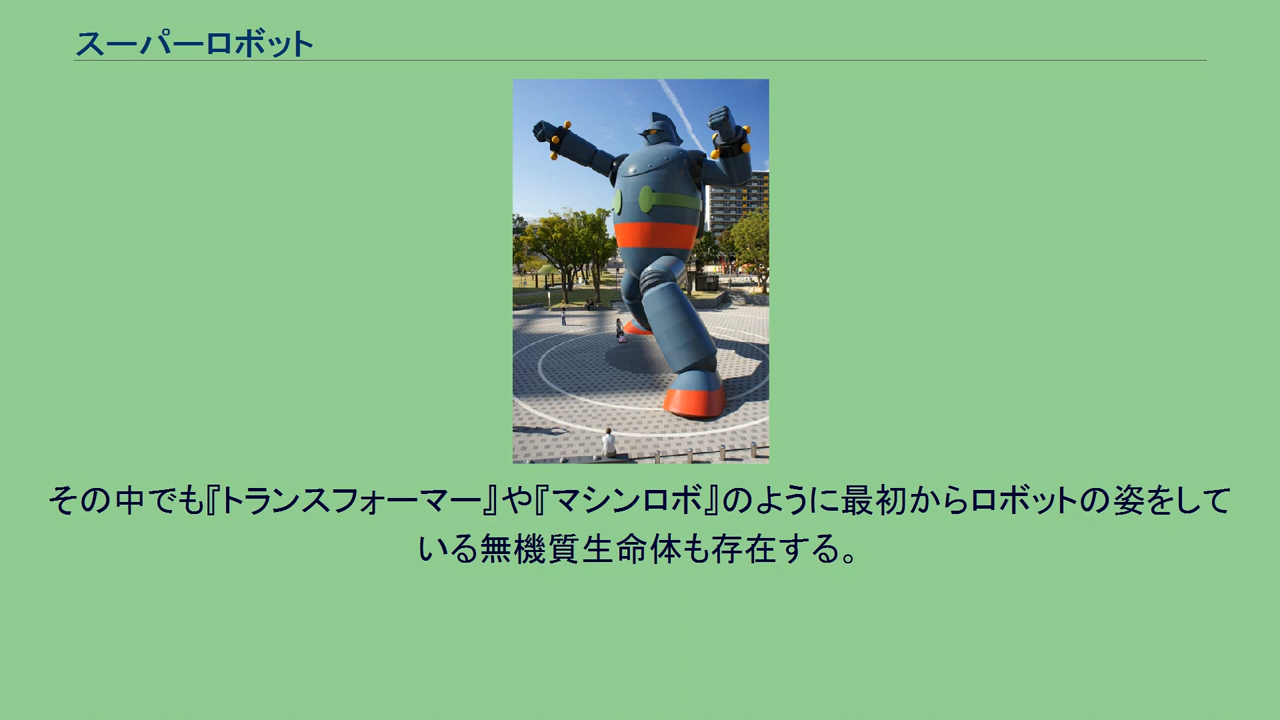 スーパーロボット
その中でも『トランスフォーマー』や『マシンロボ』のように最初からロボットの姿をして
いる無機質生命体も存在する。